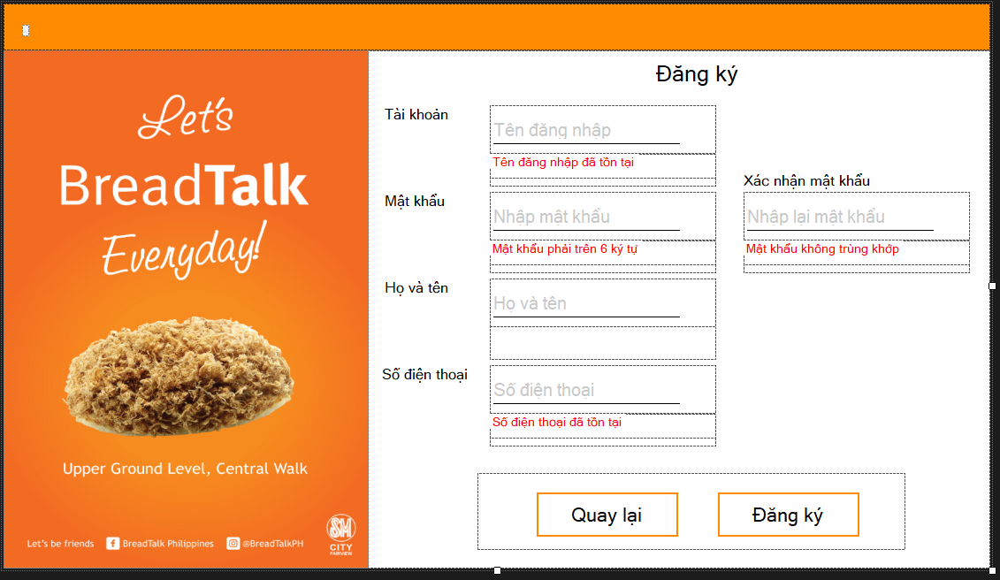 Let's
BreadTalk
Everyday!
Upper Ground Level, Central Walk
Let's be friends
BreadTalk Philippines
@BreadTalkPH
SM
CITY
FAIRVIEW
Đăng ký
Tài khoản
Tên đăng nhập
Tên đăng nhập đã tồn tại
Mật khẩu
Nhập mật khẩu
Mật khẩu phải trên 6 ký tự
Xác nhận mật khẩu
Nhập lại mật khẩu
Mật khẩu không trùng khớp
Họ và tên
Họ và tên
Số điện thoại
Số điện thoại
Số điện thoại đã tồn tại
Quay lại
Đăng ký